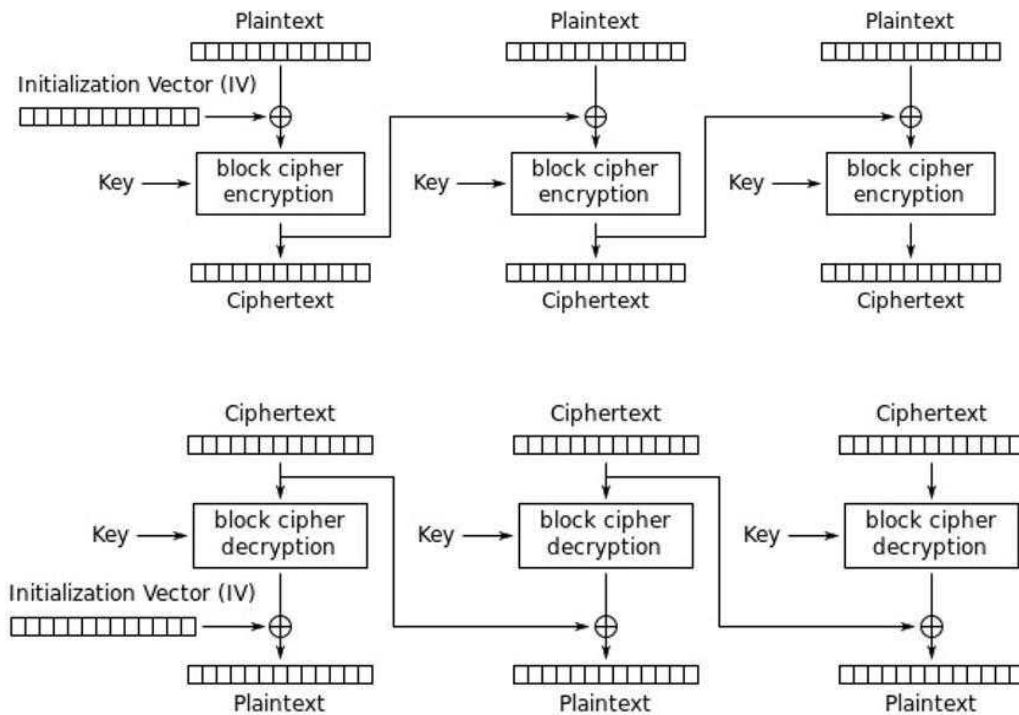 Plaintext Plaintext Plaintext
Initialization Vector (IV)
Key block cipher encryption Key block cipher encryption Key block cipher encryption
Ciphertext Ciphertext Ciphertext
Ciphertext Ciphertext Ciphertext
Key block cipher decryption Key block cipher decryption Key block cipher decryption
Initialization Vector (IV)
Plaintext Plaintext Plaintext